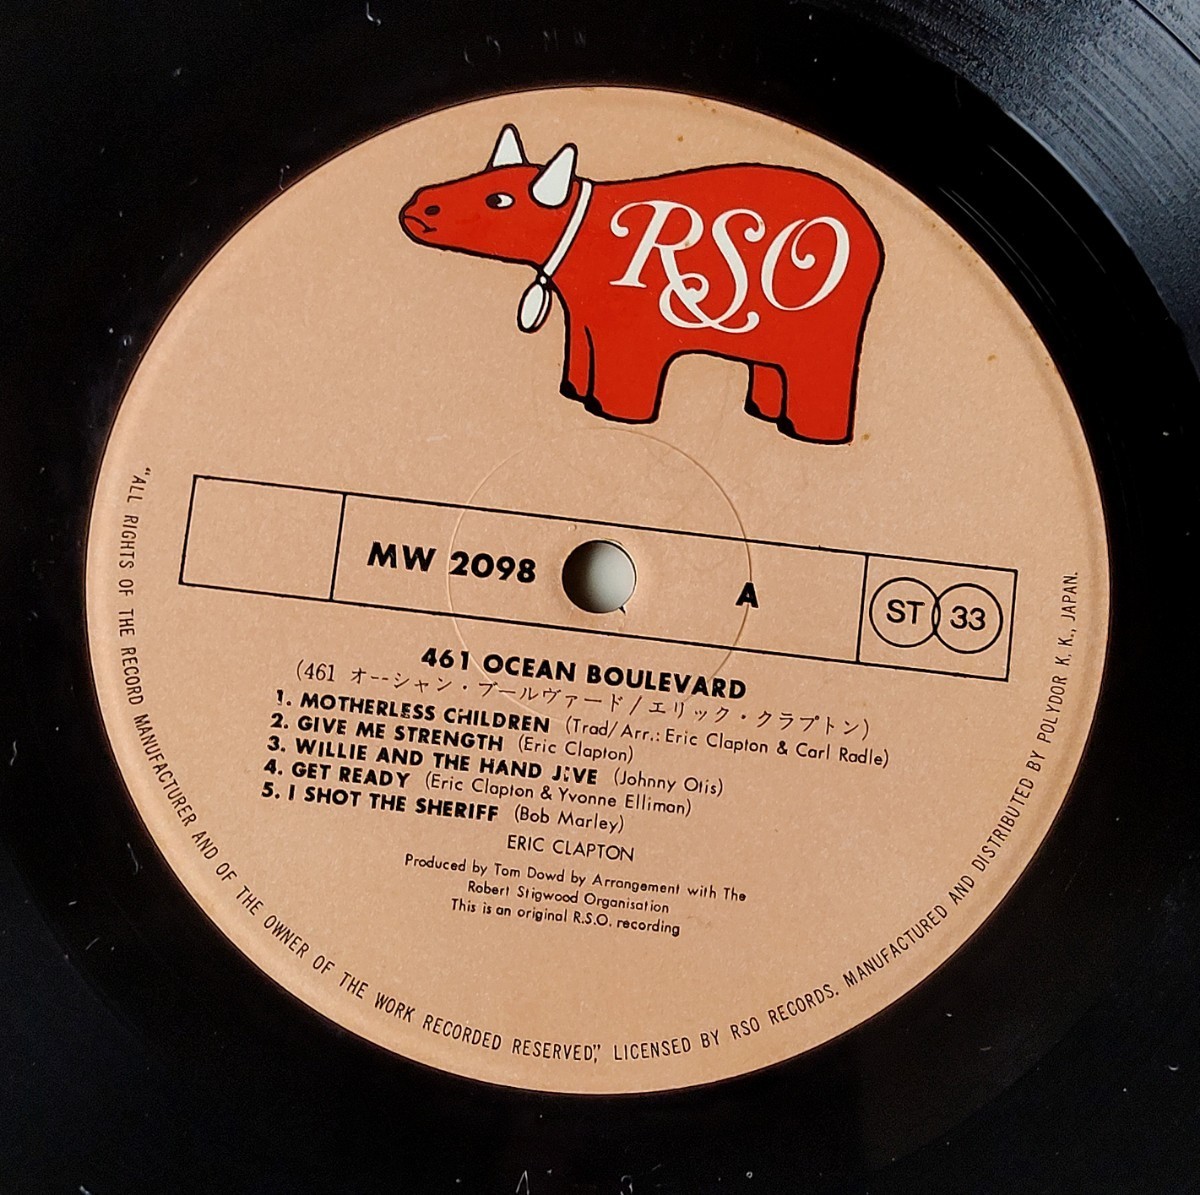 RSO
MW 2098
A
ST 33
461 OCEAN BOULEVARD
(461 オーシャン・ブールヴァード/エリック・クラプトン)
1. MOTHERLESS CHILDREN (Trad/Arr.: Eric Clapton & Carl Radle)
2. GIVE ME STRENGTH (Eric Clapton)
3. WILLIE AND THE HAND JIVE (Johnny Otis)
4. GET READY (Eric Clapton & Yvonne Elliman)
5. I SHOT THE SHERIFF (Bob Marley)
ERIC CLAPTON
Produced by Tom Dowd by Arrangement with The
Robert Stigwood Organisation
This is an original R.S.O. recording
"ALL RIGHTS OF THE RECORD MANUFACTURER AND OF THE OWNER OF THE WORK RECORDED RESERVED," LICENSED BY RSO RECORDS. MANUFACTURED AND DISTRIBUTED BY POLYDOR K. K., JAPAN.